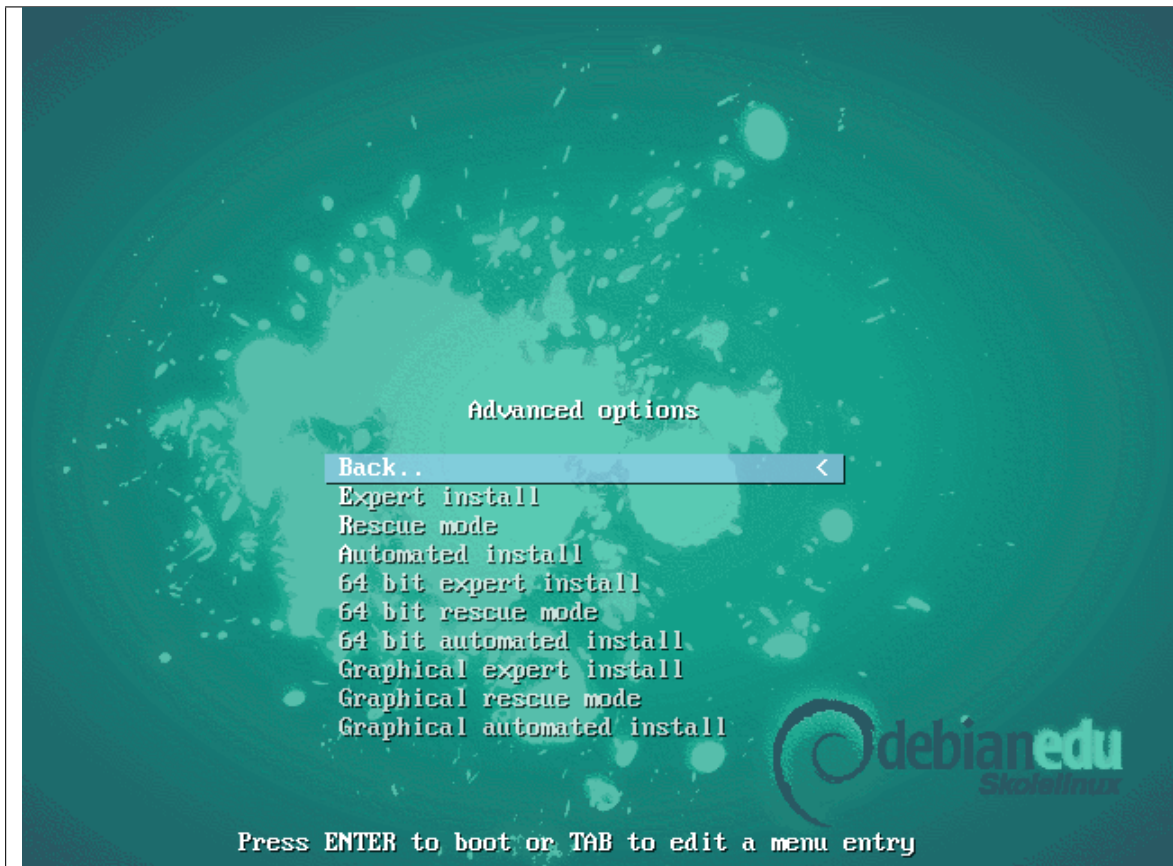 Advanced options
Back.. <
Expert install
Rescue mode
Automated install
64 bit expert install
64 bit rescue mode
64 bit automated install
Graphical expert install
Graphical rescue mode
Graphical automated install
debianedu
Skolelinux
Press ENTER to boot or TAB to edit a menu entry